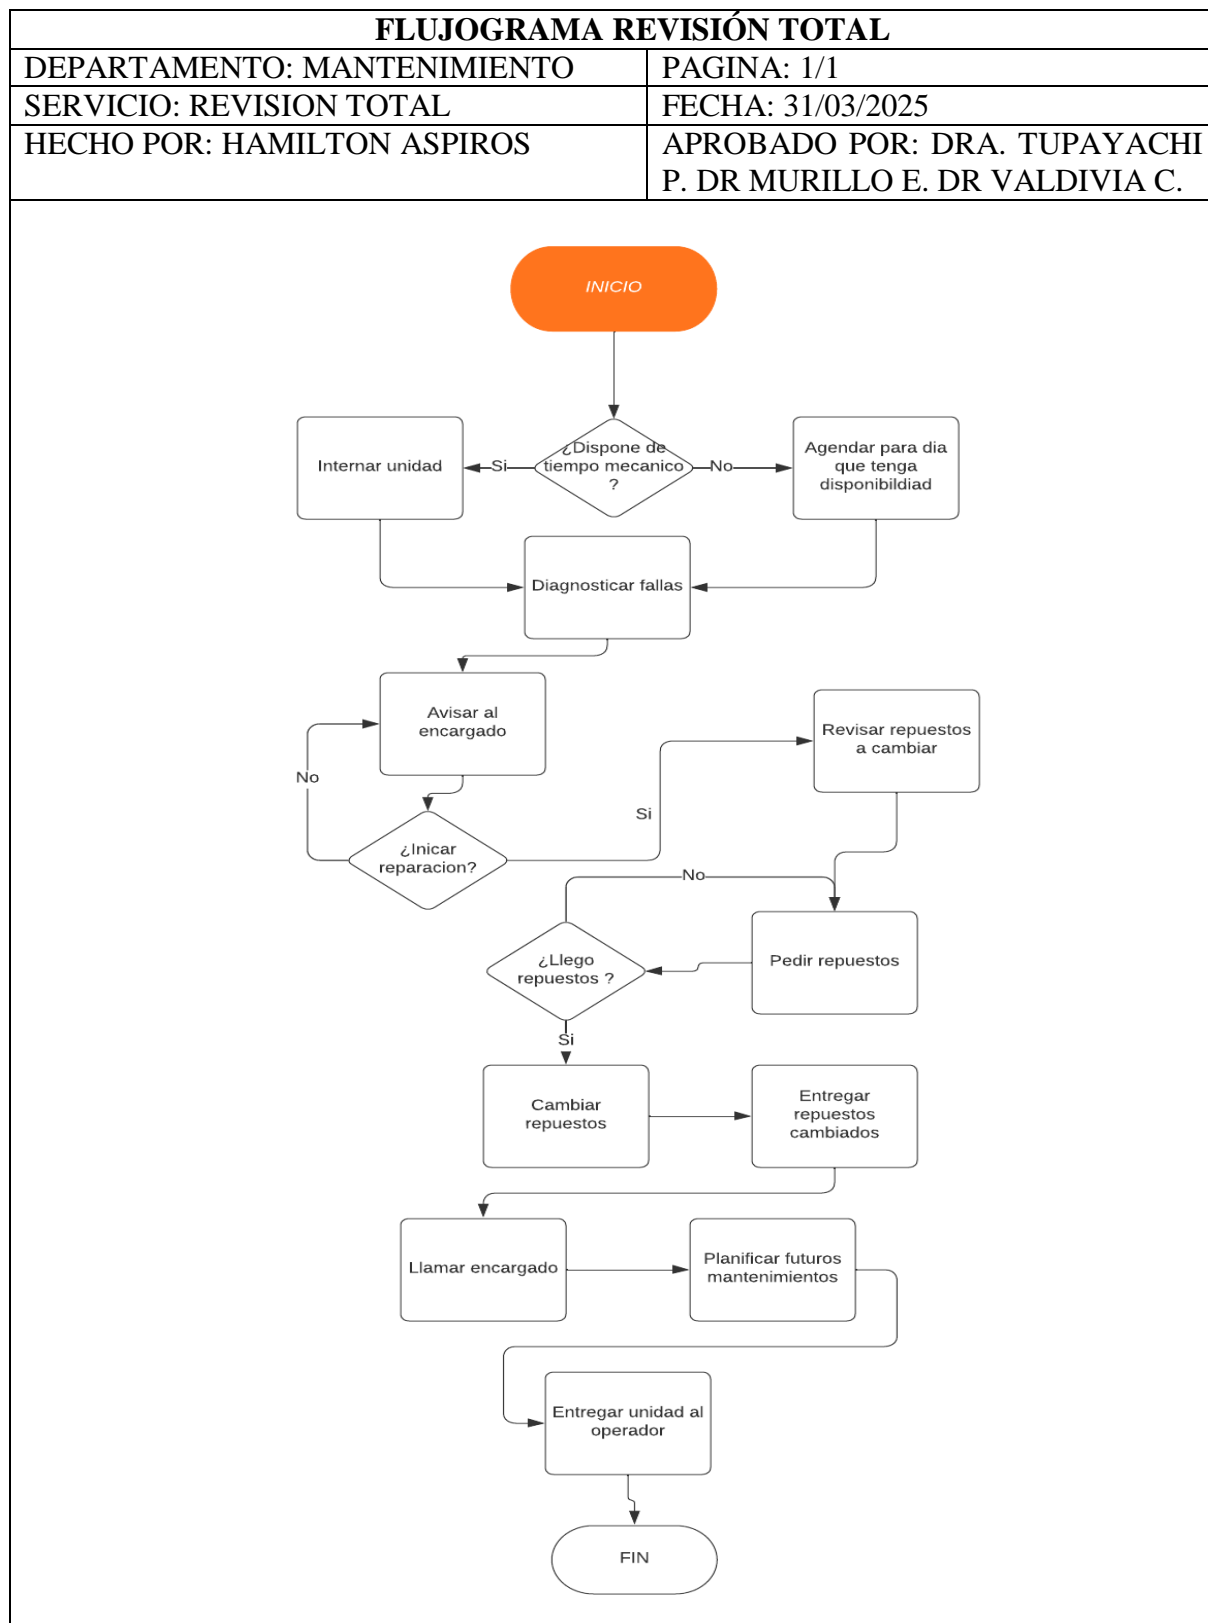 FLUJOGRAMA REVISIÓN TOTAL
DEPARTAMENTO: MANTENIMIENTO
PAGINA: 1/1
SERVICIO: REVISION TOTAL
FECHA: 31/03/2025
HECHO POR: HAMILTON ASPIROS
APROBADO POR: DRA. TUPAYACHI
P. DR MURILLO E. DR VALDIVIA C.
INICIO
Internar unidad
Si
¿Dispone de
tiempo mecanico
?
No
Agendar para dia
que tenga
disponibildiad
Diagnosticar fallas
Avisar al
encargado
Revisar repuestos
a cambiar
No
Si
¿Inicar
reparacion?
No
¿Llego
repuestos ?
Pedir repuestos
Si
Cambiar
repuestos
Entregar
repuestos
cambiados
Llamar encargado
Planificar futuros
mantenimientos
Entregar unidad al
operador
FIN